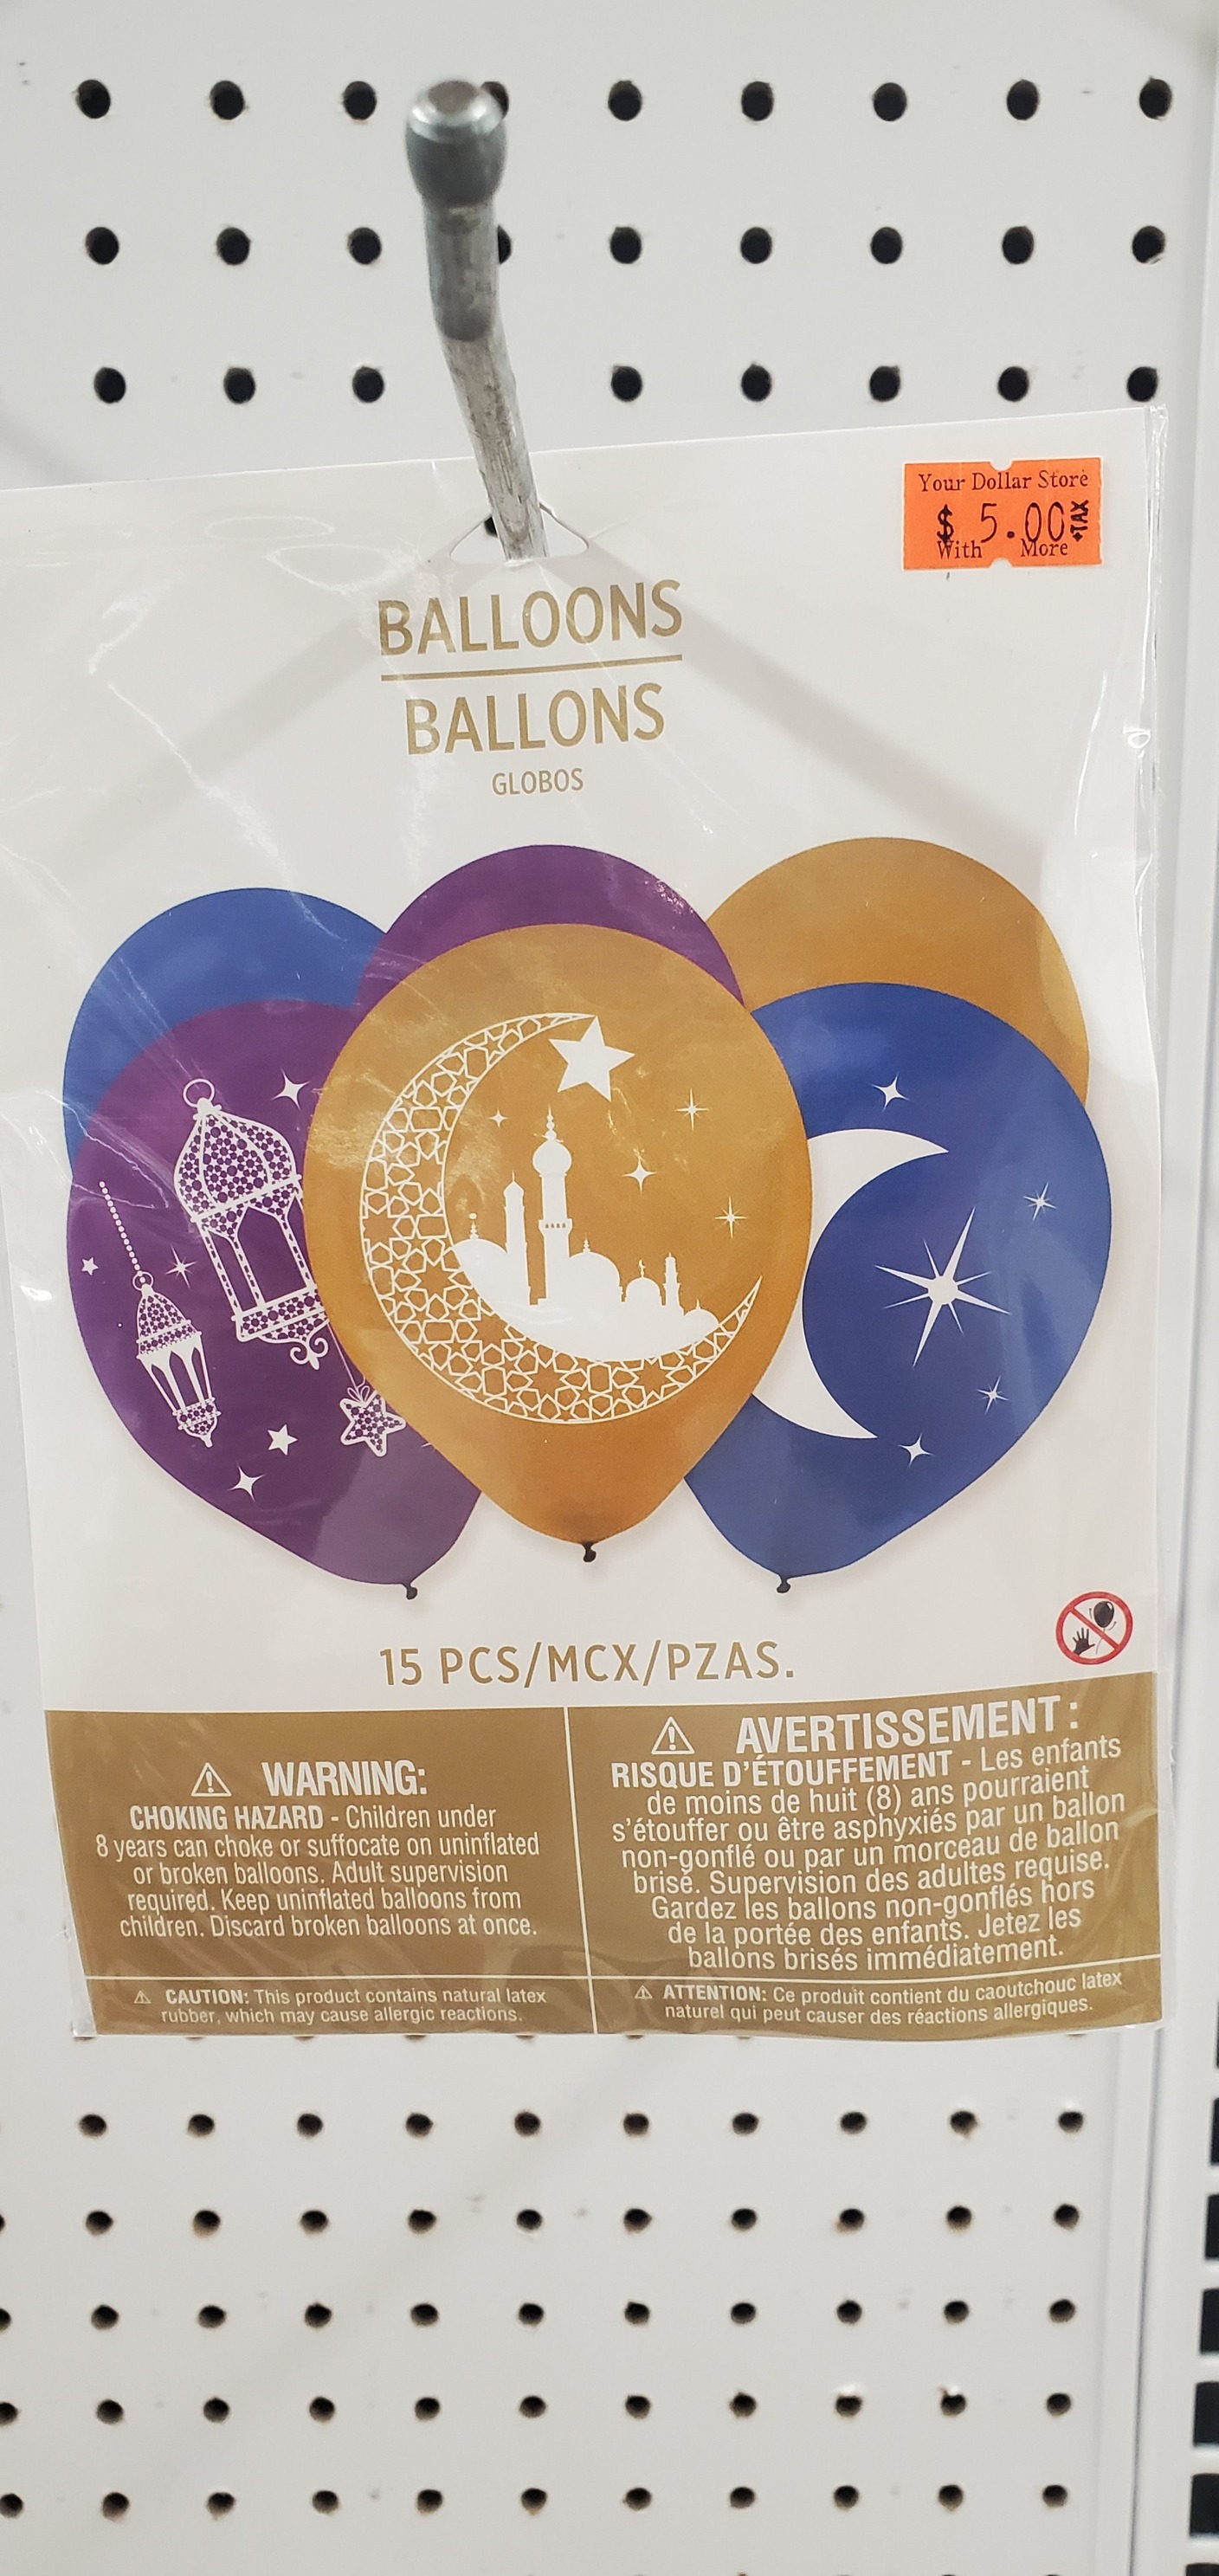 Your Dollar Store
$ 5.00 +TAX
With More
BALLOONS
BALLONS
GLOBOS
15 PCS/MCX/PZAS.
WARNING:
CHOKING HAZARD - Children under
8 years can choke or suffocate on uninflated
or broken balloons. Adult supervision
required. Keep uninflated balloons from
children. Discard broken balloons at once.
CAUTION: This product contains natural latex
rubber, which may cause allergic reactions.
AVERTISSEMENT :
RISQUE D'ÉTOUFFEMENT - Les enfants
de moins de huit (8) ans pourraient
s'étouffer ou être asphyxiés par un ballon
non-gonflé ou par un morceau de ballon
brisé. Supervision des adultes requise.
Gardez les ballons non-gonflés hors
de la portée des enfants. Jetez les
ballons brisés immédiatement.
ATTENTION: Ce produit contient du caoutchouc latex
naturel qui peut causer des réactions allergiques.